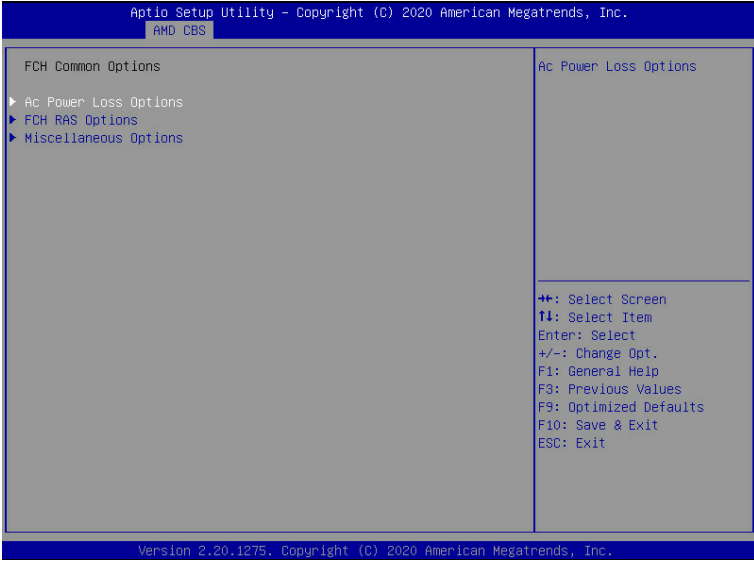 Aptio Setup Utility – Copyright (C) 2020 American Megatrends, Inc.
AMD CBS
FCH Common Options
Ac Power Loss Options
FCH RAS Options
Miscellaneous Options
Ac Power Loss Options
→←: Select Screen
↑↓: Select Item
Enter: Select
+/-: Change Opt.
F1: General Help
F3: Previous Values
F9: Optimized Defaults
F10: Save & Exit
ESC: Exit
Version 2.20.1275. Copyright (C) 2020 American Megatrends, Inc.